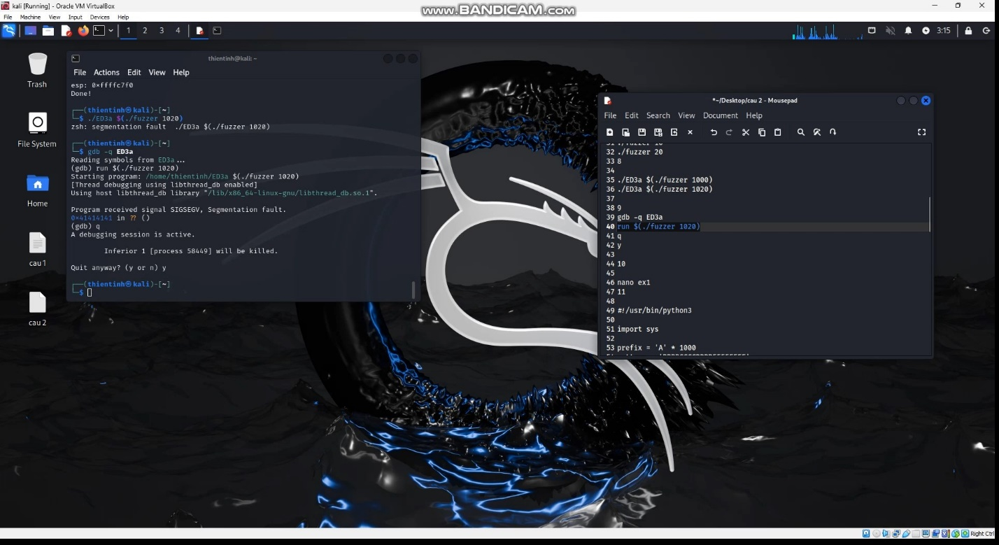 kali [Running] - Oracle VM VirtualBox
www.BANDICAM.com
File Machine View Input Devices Help
1 2 3 4
3:15
Trash
File System
Home
cau 1
cau 2
thientinh@kali: ~
File Actions Edit View Help
esp: 0×ffffc7f0
Done!
┌──(thientinh㉿kali)-[~]
└─$ ./ED3a $(./fuzzer 1020)
zsh: segmentation fault  ./ED3a $(./fuzzer 1020)
┌──(thientinh㉿kali)-[~]
└─$ gdb -q ED3a
Reading symbols from ED3a...
(gdb) run $(./fuzzer 1020)
Starting program: /home/thientinh/ED3a $(./fuzzer 1020)
[Thread debugging using libthread_db enabled]
Using host libthread_db library "/lib/x86_64-linux-gnu/libthread_db.so.1".
Program received signal SIGSEGV, Segmentation fault.
0×41414141 in ?? ()
(gdb) q
A debugging session is active.
Inferior 1 [process 58449] will be killed.
Quit anyway? (y or n) y
┌──(thientinh㉿kali)-[~]
└─$
*~/Desktop/cau 2 - Mousepad
File Edit Search View Document Help
31 ./fuzzer 10
32 ./fuzzer 20
33 8
34
35 ./ED3a $(./fuzzer 1000)
36 ./ED3a $(./fuzzer 1020)
37
38 9
39 gdb -q ED3a
40 run $(./fuzzer 1020)
41 q
42 y
43
44 10
45
46 nano ex1
47 11
48
49 #!/usr/bin/python3
50
51 import sys
52
53 prefix = 'A' * 1000
Right Ctrl